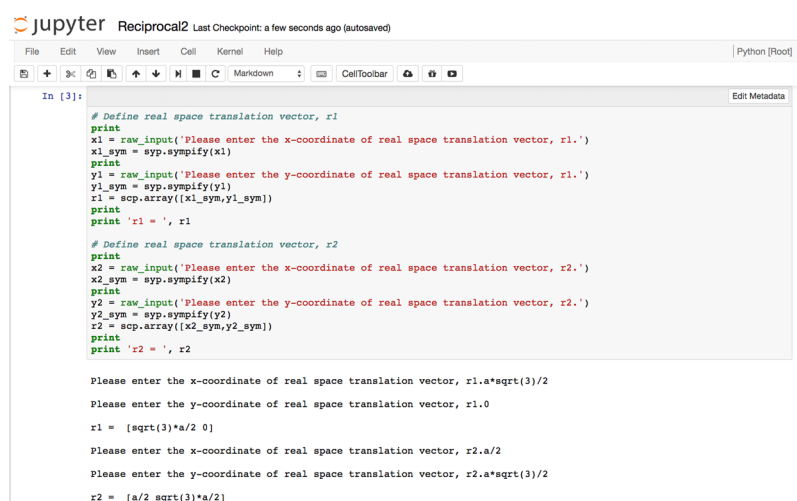 jupyter Reciprocal2 Last Checkpoint: a few seconds ago (autosaved)
File Edit View Insert Cell Kernel Help Python [Root]
Markdown CellToolbar
In [3]: Edit Metadata
# Define real space translation vector, r1
print
x1 = raw_input('Please enter the x-coordinate of real space translation vector, r1.')
x1_sym = syp.sympify(x1)
print
y1 = raw_input('Please enter the y-coordinate of real space translation vector, r1.')
y1_sym = syp.sympify(y1)
r1 = scp.array([x1_sym,y1_sym])
print
print 'r1 = ', r1
# Define real space translation vector, r2
print
x2 = raw_input('Please enter the x-coordinate of real space translation vector, r2.')
x2_sym = syp.sympify(x2)
print
y2 = raw_input('Please enter the y-coordinate of real space translation vector, r2.')
y2_sym = syp.sympify(y2)
r2 = scp.array([x2_sym,y2_sym])
print
print 'r2 = ', r2
Please enter the x-coordinate of real space translation vector, r1.a*sqrt(3)/2
Please enter the y-coordinate of real space translation vector, r1.0
r1 =  [sqrt(3)*a/2 0]
Please enter the x-coordinate of real space translation vector, r2.a/2
Please enter the y-coordinate of real space translation vector, r2.a*sqrt(3)/2
r2 =  [a/2 sqrt(3)*a/2]